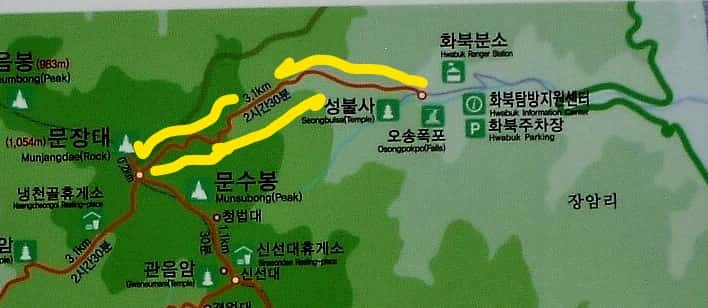 화북분소
Hwabuk Ranger Station
음봉 (983m)
eumbong(Peak)
3.1km
2시간30분
성불사
Seongbulsa(Temple)
화북탐방지원센터
Hwabuk Information Center
오송폭포
Osongpokpo(Falls)
화북주차장
Hwabuk Parking
P
문장대
(1,054m)
Munjangdae(Rock)
0.2km
문수봉
Munsubong(Peak)
냉천골휴게소
Naengcheongol Resting-place
청법대
장암리
3.1km
2시간30분
30분
신선대휴게소
Sinseondae Resting-place
암
관음암
Gwaneumam(Temple)
신선대
경업대